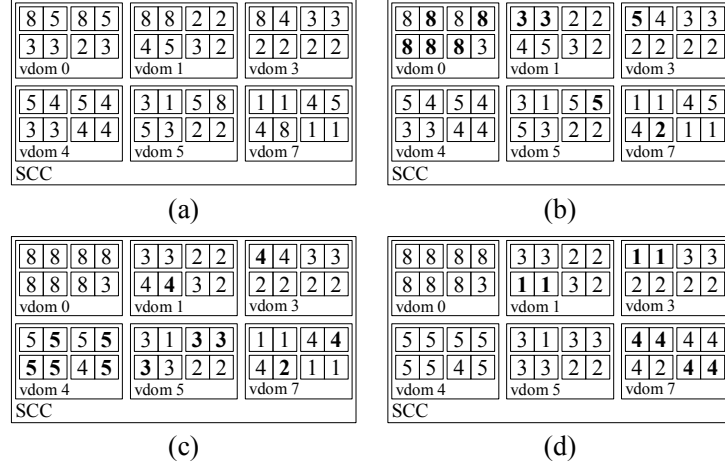 8 5 8 5 8 8 2 2 8 4 3 3
3 3 2 3 4 5 3 2 2 2 2 2
vdom 0 vdom 1 vdom 3
5 4 5 4 3 1 5 8 1 1 4 5
3 3 4 4 5 3 2 2 4 8 1 1
vdom 4 vdom 5 vdom 7
SCC
(a)
8 8 8 8 3 3 2 2 5 4 3 3
8 8 8 3 4 5 3 2 2 2 2 2
vdom 0 vdom 1 vdom 3
5 4 5 4 3 1 5 5 1 1 4 5
3 3 4 4 5 3 2 2 4 2 1 1
vdom 4 vdom 5 vdom 7
SCC
(b)
8 8 8 8 3 3 2 2 4 4 3 3
8 8 8 3 4 4 3 2 2 2 2 2
vdom 0 vdom 1 vdom 3
5 5 5 5 3 1 3 3 1 1 4 4
5 5 4 5 3 3 2 2 4 2 1 1
vdom 4 vdom 5 vdom 7
SCC
(c)
8 8 8 8 3 3 2 2 1 1 3 3
8 8 8 3 1 1 3 2 2 2 2 2
vdom 0 vdom 1 vdom 3
5 5 5 5 3 1 3 3 4 4 4 4
5 5 4 5 3 3 2 2 4 2 4 4
vdom 4 vdom 5 vdom 7
SCC
(d)